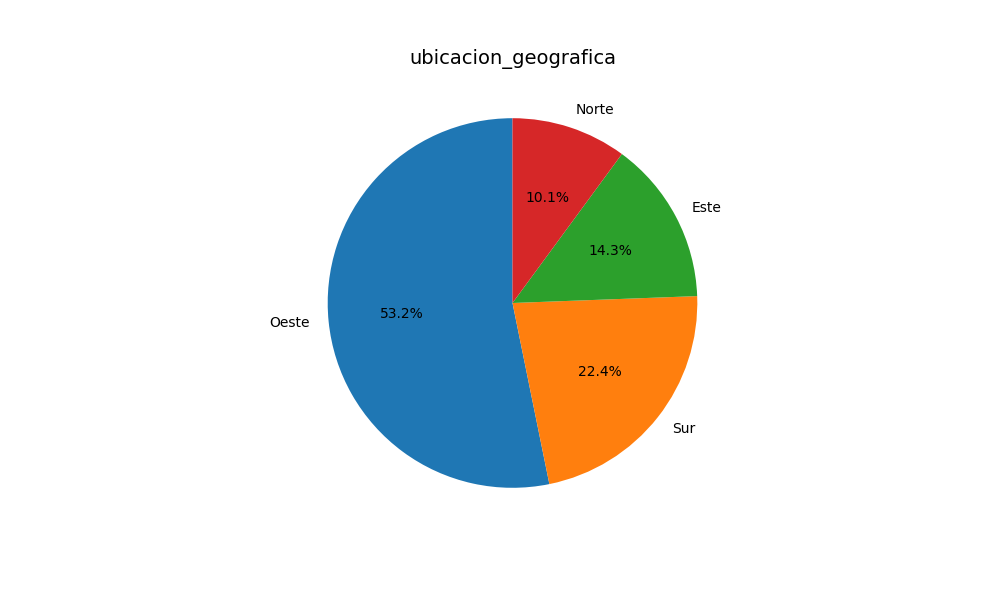 ubicacion_geografica
Norte
10.1%
Este
14.3%
Oeste
53.2%
22.4%
Sur